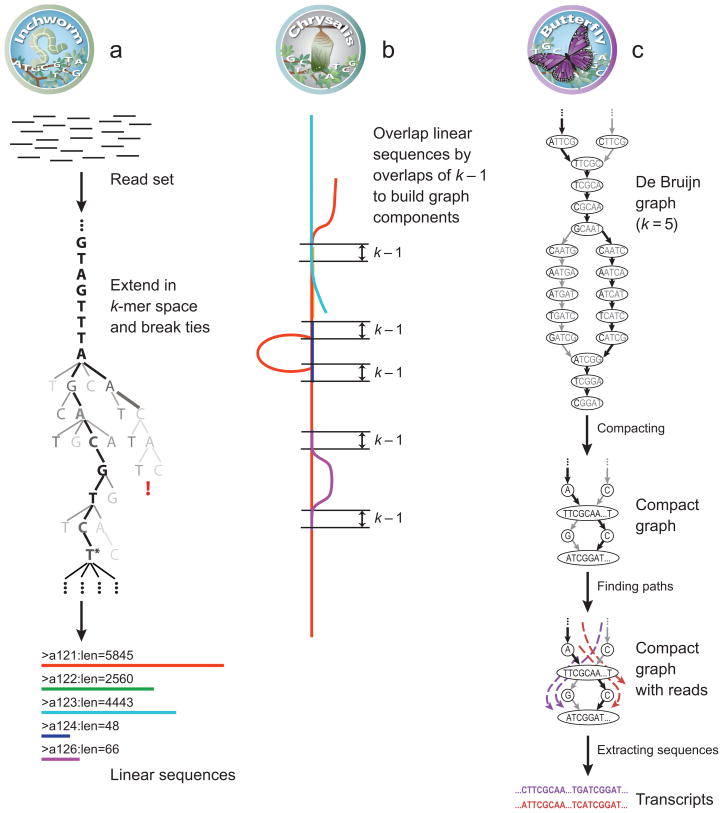 Inchworm
ATCGTA
CG
a
Read set
⋮
G
T
A
G
T
T
T
A
Extend in
k-mer space
and break ties
T G C A
C A T C
T G C A T A
G T C
!
T G
T C A
T* C
>a121:len=5845
>a122:len=2560
>a123:len=4443
>a124:len=48
>a126:len=66
Linear sequences
Chrysalis
b
Overlap linear
sequences by
overlaps of k – 1
to build graph
components
k – 1
k – 1
k – 1
k – 1
k – 1
Butterfly
c
ATTCG CTTCG
TTCGC
TCGCA
CGCAA
GCAAT
CAATG CAATC
AATGA AATCA
ATGAT ATCAT
TGATC TCATC
GATCG CATCG
ATCGG
TCGGA
CGGAT
De Bruijn
graph
(k = 5)
Compacting
A C
TTCGCAA...T
G C
ATCGGAT...
Compact
graph
Finding paths
A C
TTCGCAA...T
G C
ATCGGAT...
Compact
graph
with reads
Extracting sequences
...CTTCGCAA...TGATCGGAT...
...ATTCGCAA...TCATCGGAT...
Transcripts